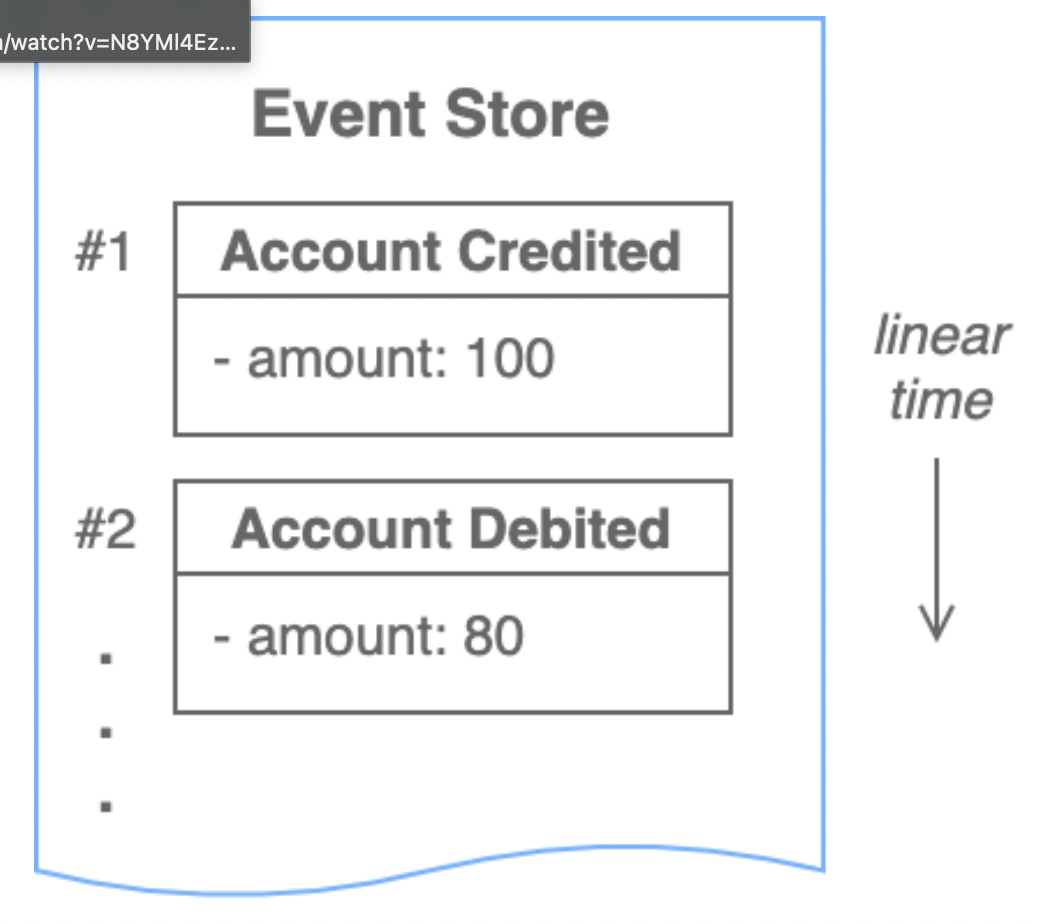 /watch?v=N8YMl4Ez...
Event Store
#1
Account Credited
- amount: 100
linear
time
#2
Account Debited
- amount: 80
.
.
.